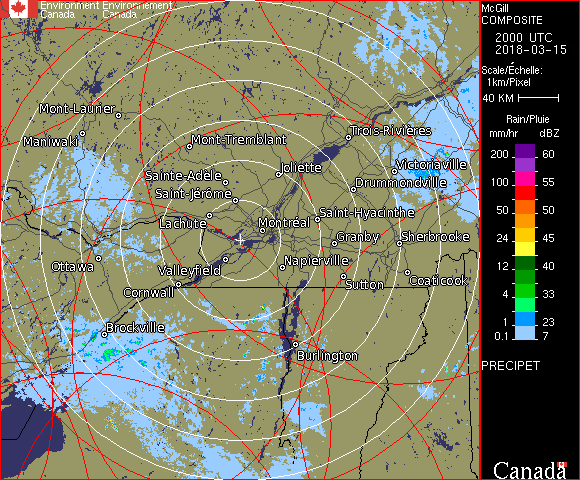 Environment Environnement
Canada Canada
McGill
COMPOSITE
2000 UTC
2018-03-15
Scale/Échelle:
1km/Pixel
40 KM
Rain/Pluie
mm/hr dBZ
200 60
100 55
50 50
24 45
12 40
4 33
1 23
0.1 7
PRECIPET
Canada
Mont-Laurier
Maniwaki
Mont-Tremblant
Trois-Rivières
Joliette
Victoriaville
Sainte-Adèle
Drummondville
Saint-Jérôme
Lachute
Saint-Hyacinthe
Montréal
Granby
Sherbrooke
Ottawa
Valleyfield
Napierville
Cornwall
Sutton
Coaticook
Brockville
Burlington